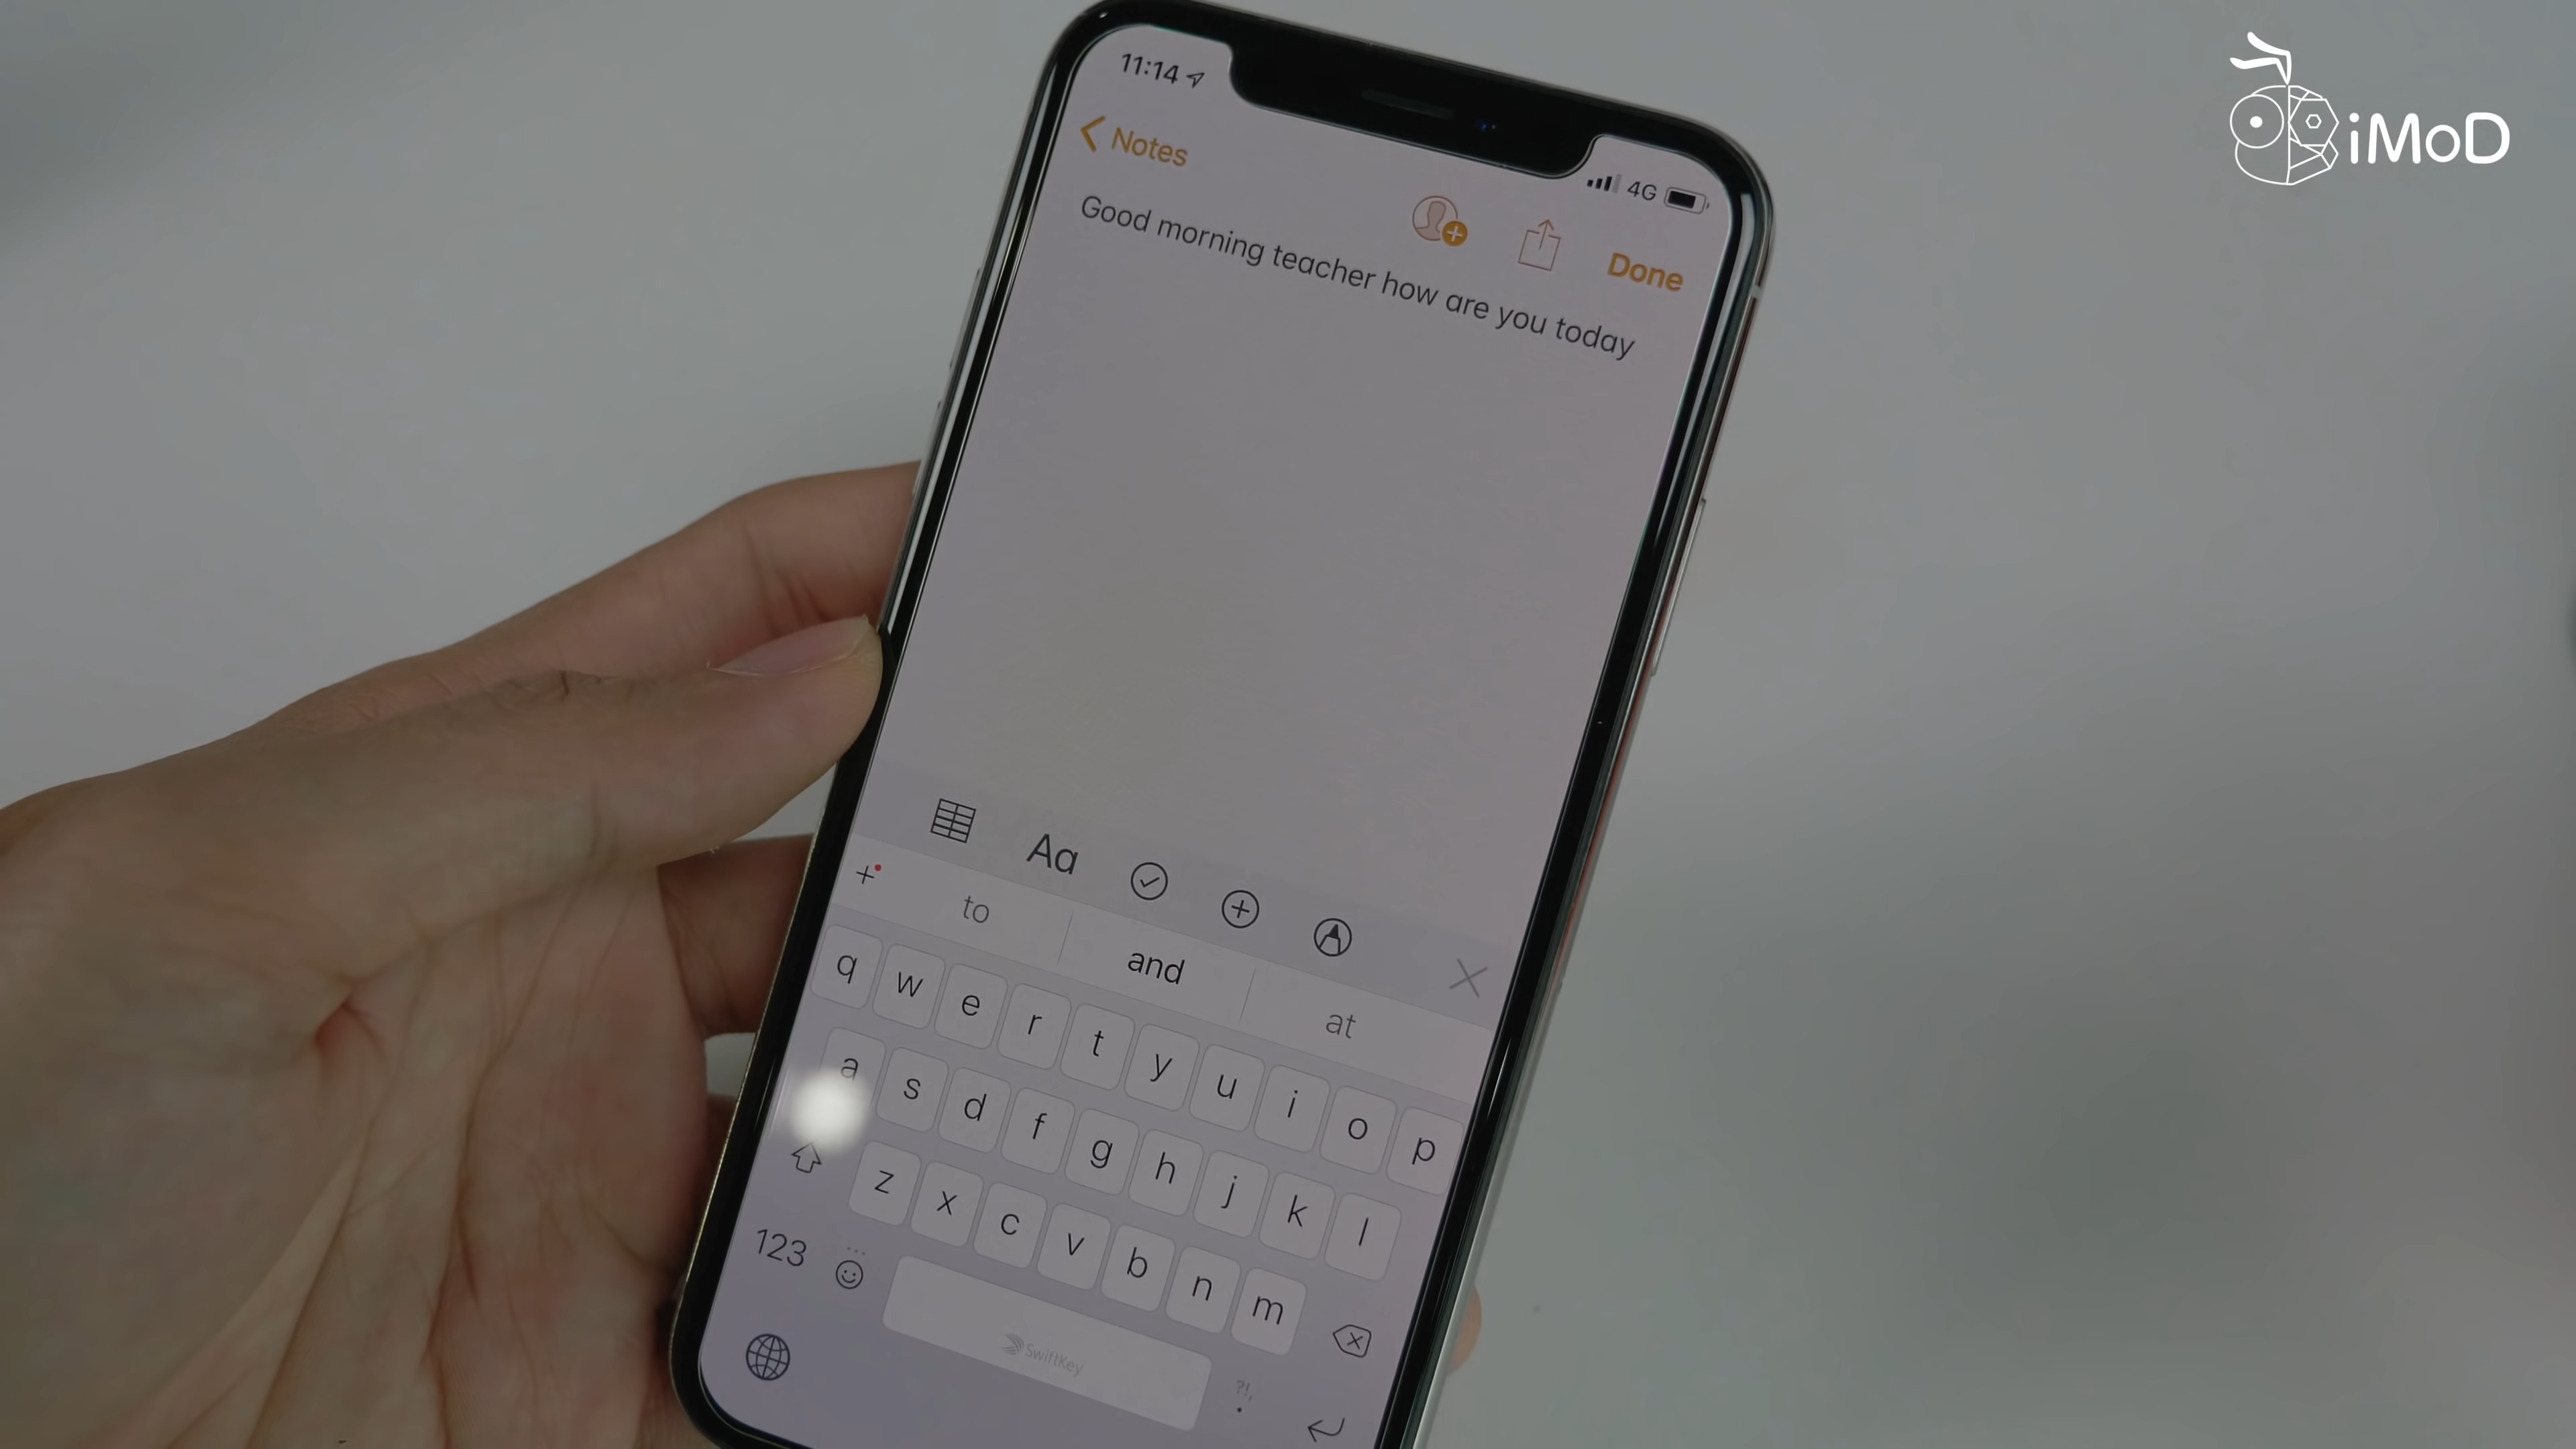 iMoD
11:14
4G
Notes
Done
Good morning teacher how are you today
Aa
to and at
q w e r t y u i o p
a s d f g h j k l
z x c v b n m
123
SwiftKey
?!,
.